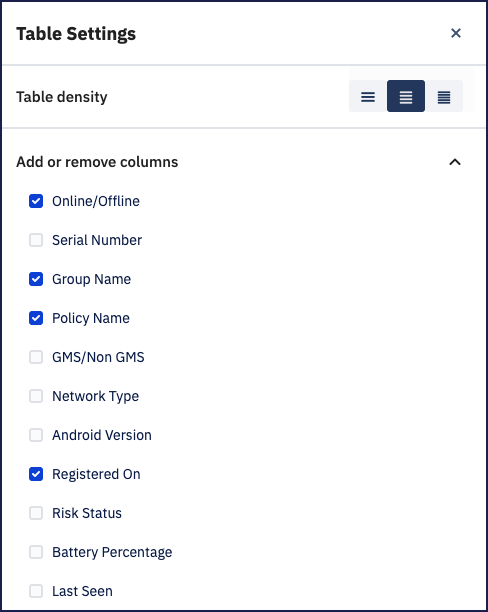 Table Settings
Table density
Add or remove columns
Online/Offline
Serial Number
Group Name
Policy Name
GMS/Non GMS
Network Type
Android Version
Registered On
Risk Status
Battery Percentage
Last Seen